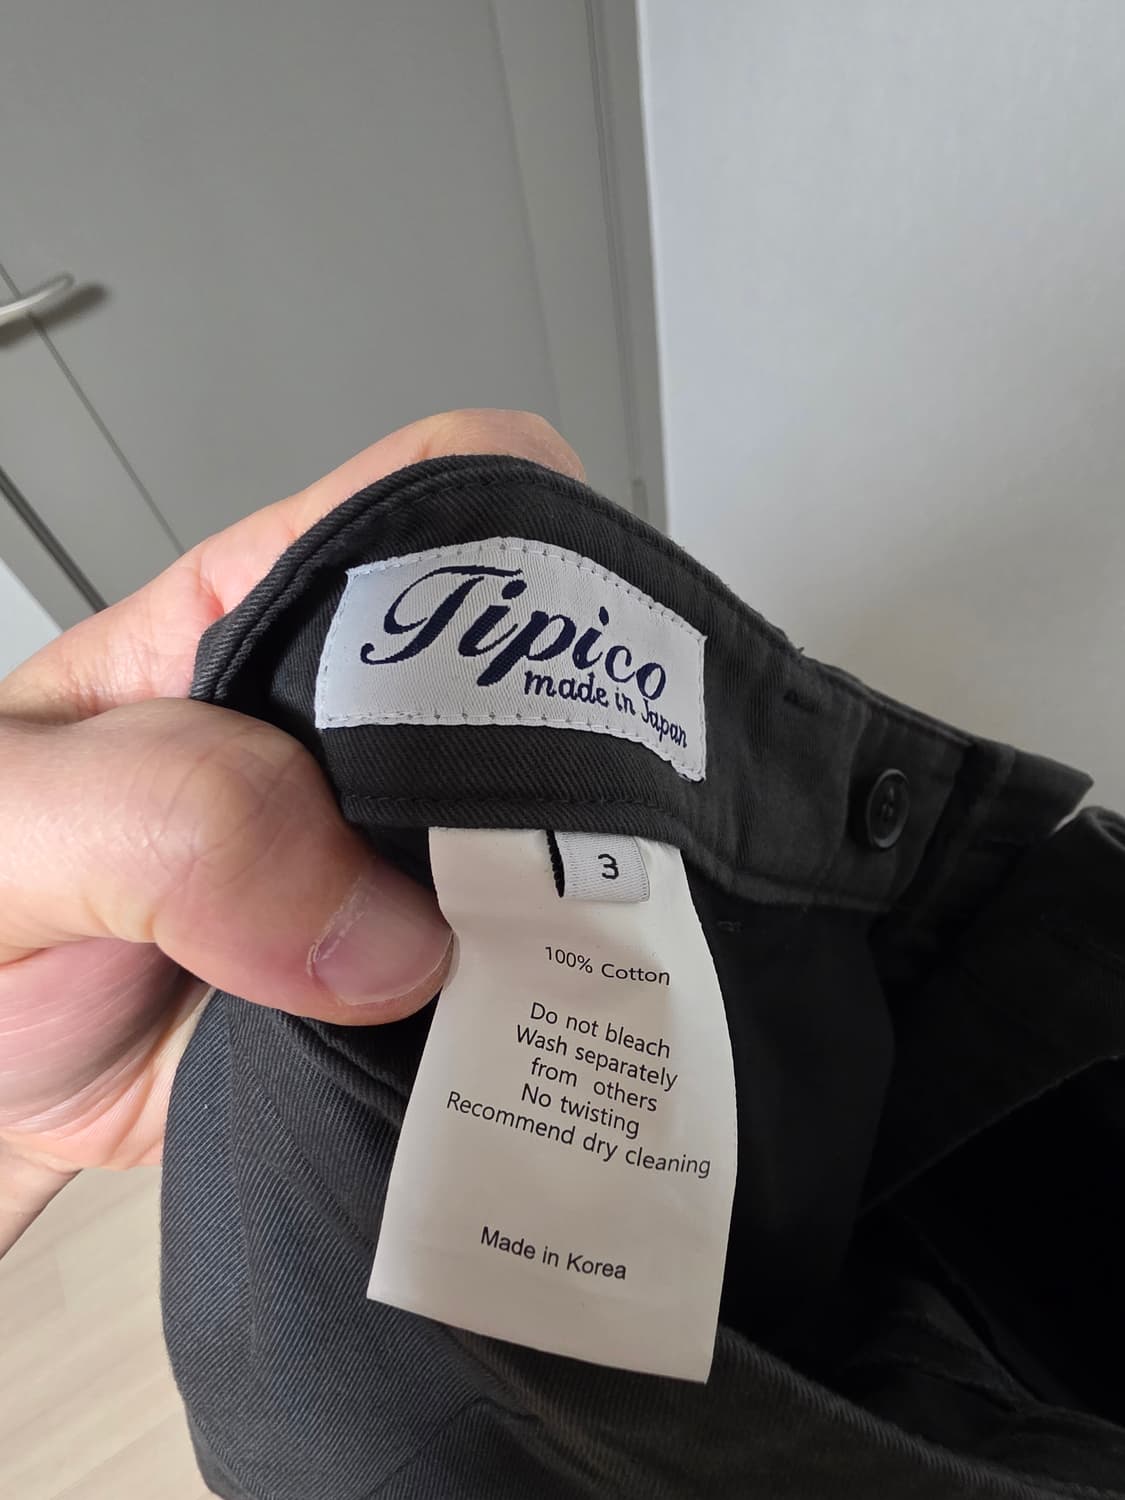 Tipico
made in Japan
3
100% Cotton
Do not bleach
Wash separately
from others
No twisting
Recommend dry cleaning
Made in Korea